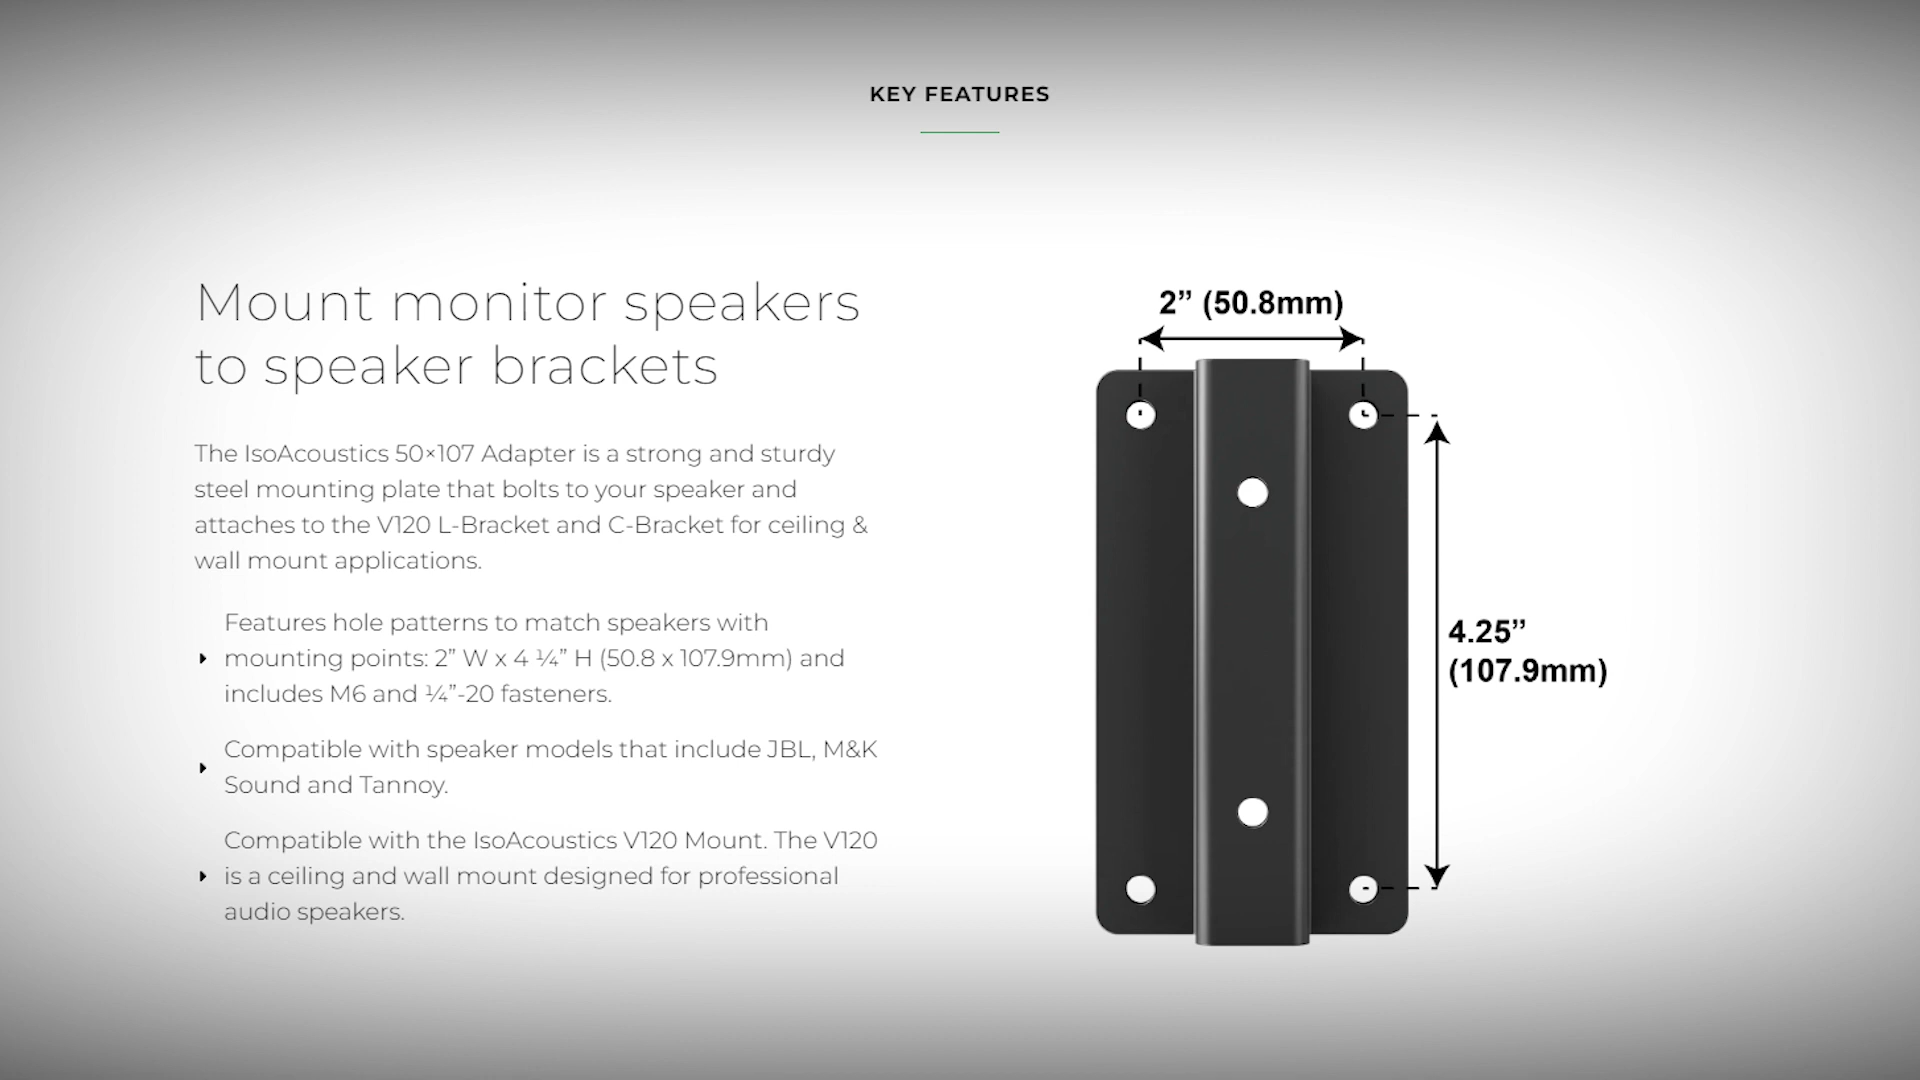 KEY FEATURES
Mount monitor speakers
to speaker brackets
The IsoAcoustics 50×107 Adapter is a strong and sturdy
steel mounting plate that bolts to your speaker and
attaches to the V120 L-Bracket and C-Bracket for ceiling &
wall mount applications.
Features hole patterns to match speakers with
mounting points: 2” W x 4 ¼” H (50.8 x 107.9mm) and
includes M6 and ¼”-20 fasteners.
Compatible with speaker models that include JBL, M&K
Sound and Tannoy.
Compatible with the IsoAcoustics V120 Mount. The V120
is a ceiling and wall mount designed for professional
audio speakers.
2” (50.8mm)
4.25”
(107.9mm)